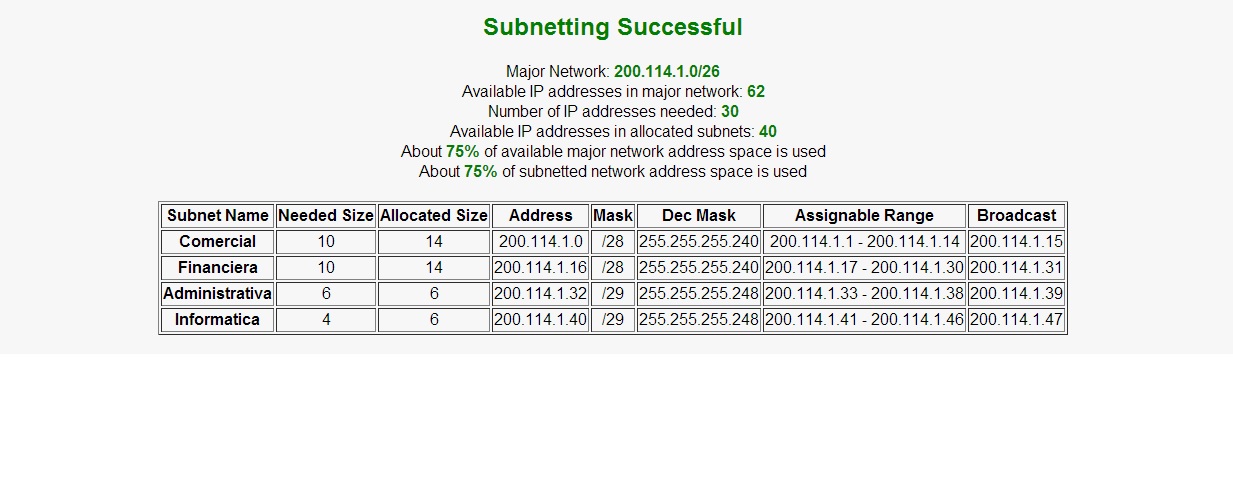 Subnetting Successful
Major Network: 200.114.1.0/26
Available IP addresses in major network: 62
Number of IP addresses needed: 30
Available IP addresses in allocated subnets: 40
About 75% of available major network address space is used
About 75% of subnetted network address space is used
Subnet Name Needed Size Allocated Size Address Mask Dec Mask Assignable Range Broadcast
Comercial 10 14 200.114.1.0 /28 255.255.255.240 200.114.1.1 - 200.114.1.14 200.114.1.15
Financiera 10 14 200.114.1.16 /28 255.255.255.240 200.114.1.17 - 200.114.1.30 200.114.1.31
Administrativa 6 6 200.114.1.32 /29 255.255.255.248 200.114.1.33 - 200.114.1.38 200.114.1.39
Informatica 4 6 200.114.1.40 /29 255.255.255.248 200.114.1.41 - 200.114.1.46 200.114.1.47